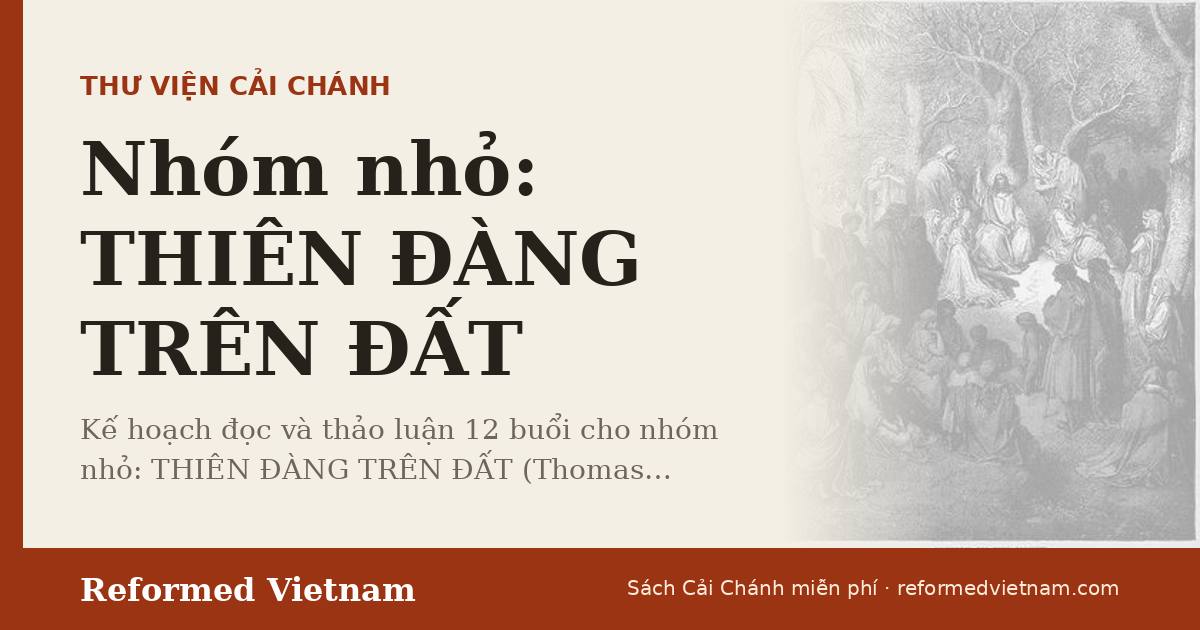 THƯ VIỆN CẢI CHÁNH
Nhóm nhỏ:
THIÊN ĐÀNG
TRÊN ĐẤT
Kế hoạch đọc và thảo luận 12 buổi cho nhóm
nhỏ: THIÊN ĐÀNG TRÊN ĐẤT (Thomas...
Reformed Vietnam
Sách Cải Chánh miễn phí · reformedvietnam.com